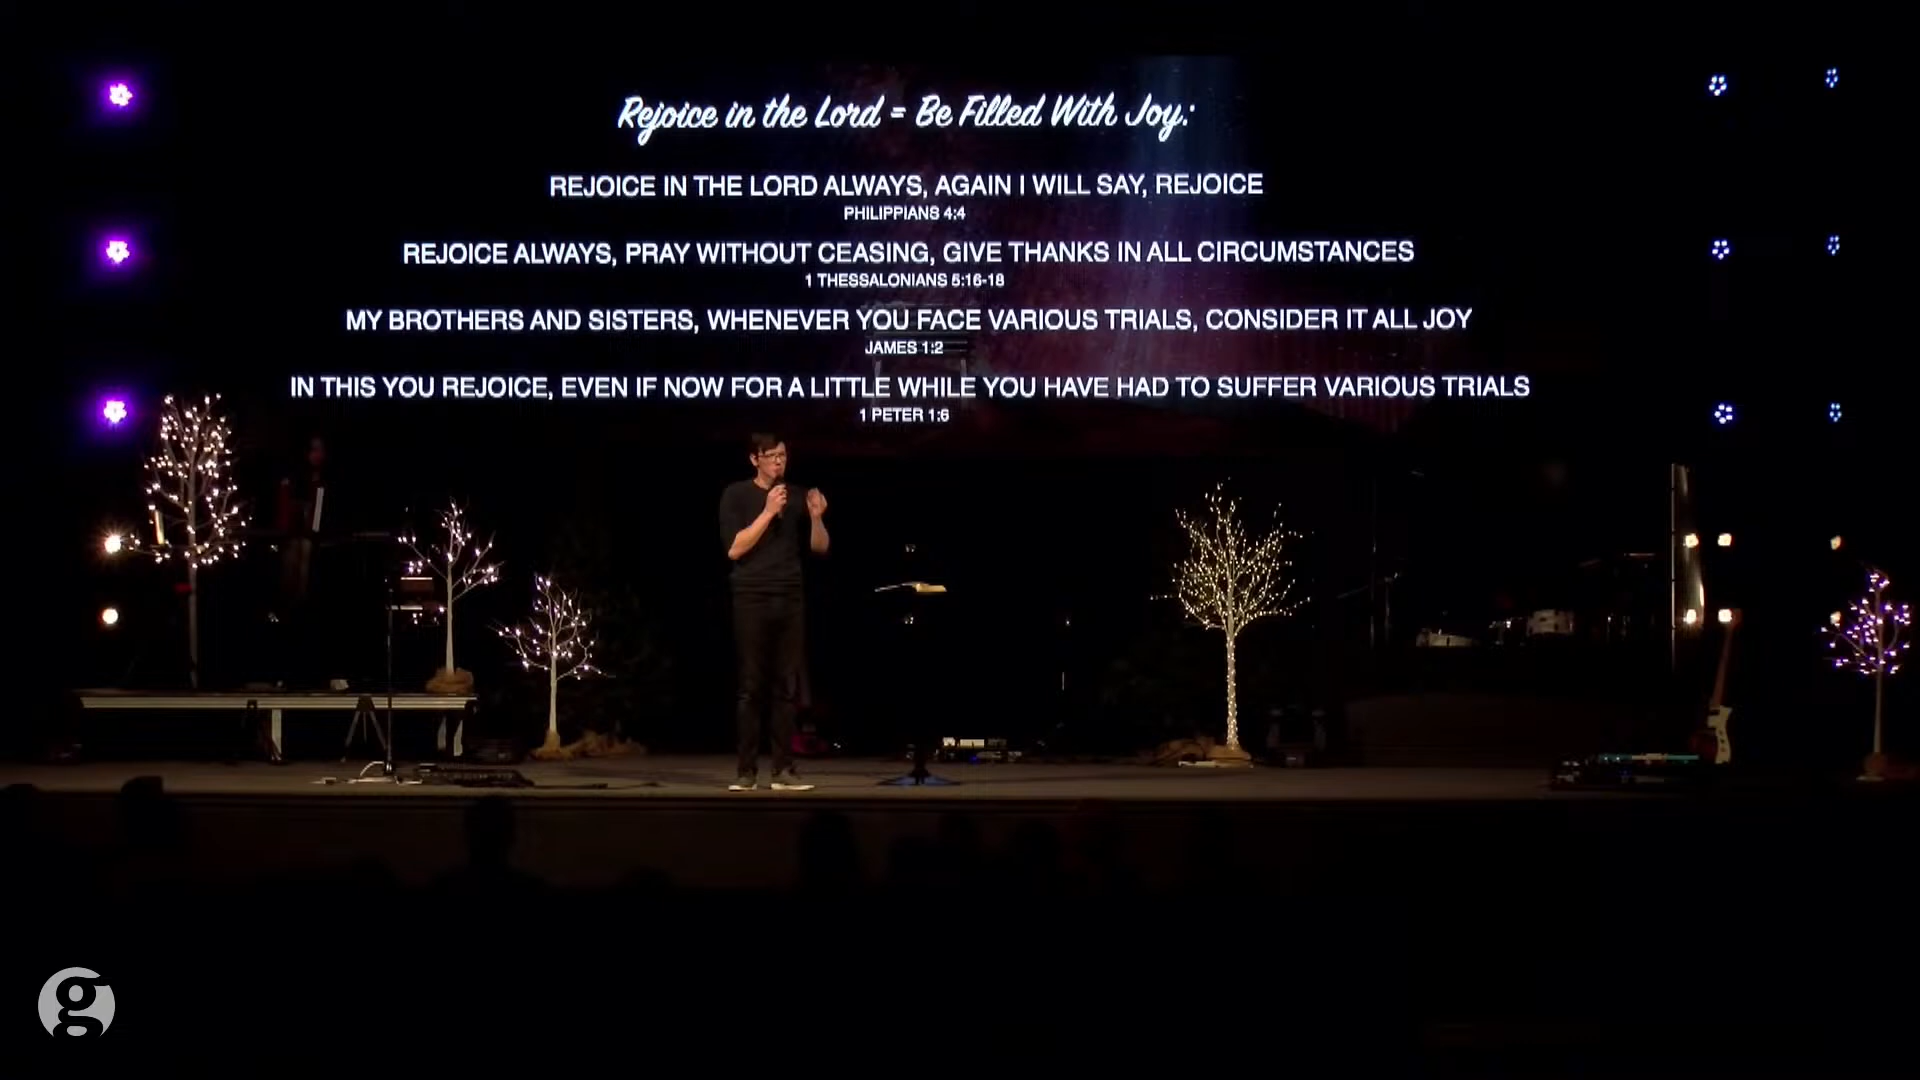 Rejoice in the Lord = Be Filled With Joy:
REJOICE IN THE LORD ALWAYS, AGAIN I WILL SAY, REJOICE
PHILIPPIANS 4:4
REJOICE ALWAYS, PRAY WITHOUT CEASING, GIVE THANKS IN ALL CIRCUMSTANCES
1 THESSALONIANS 5:16-18
MY BROTHERS AND SISTERS, WHENEVER YOU FACE VARIOUS TRIALS, CONSIDER IT ALL JOY
JAMES 1:2
IN THIS YOU REJOICE, EVEN IF NOW FOR A LITTLE WHILE YOU HAVE HAD TO SUFFER VARIOUS TRIALS
1 PETER 1:6
g